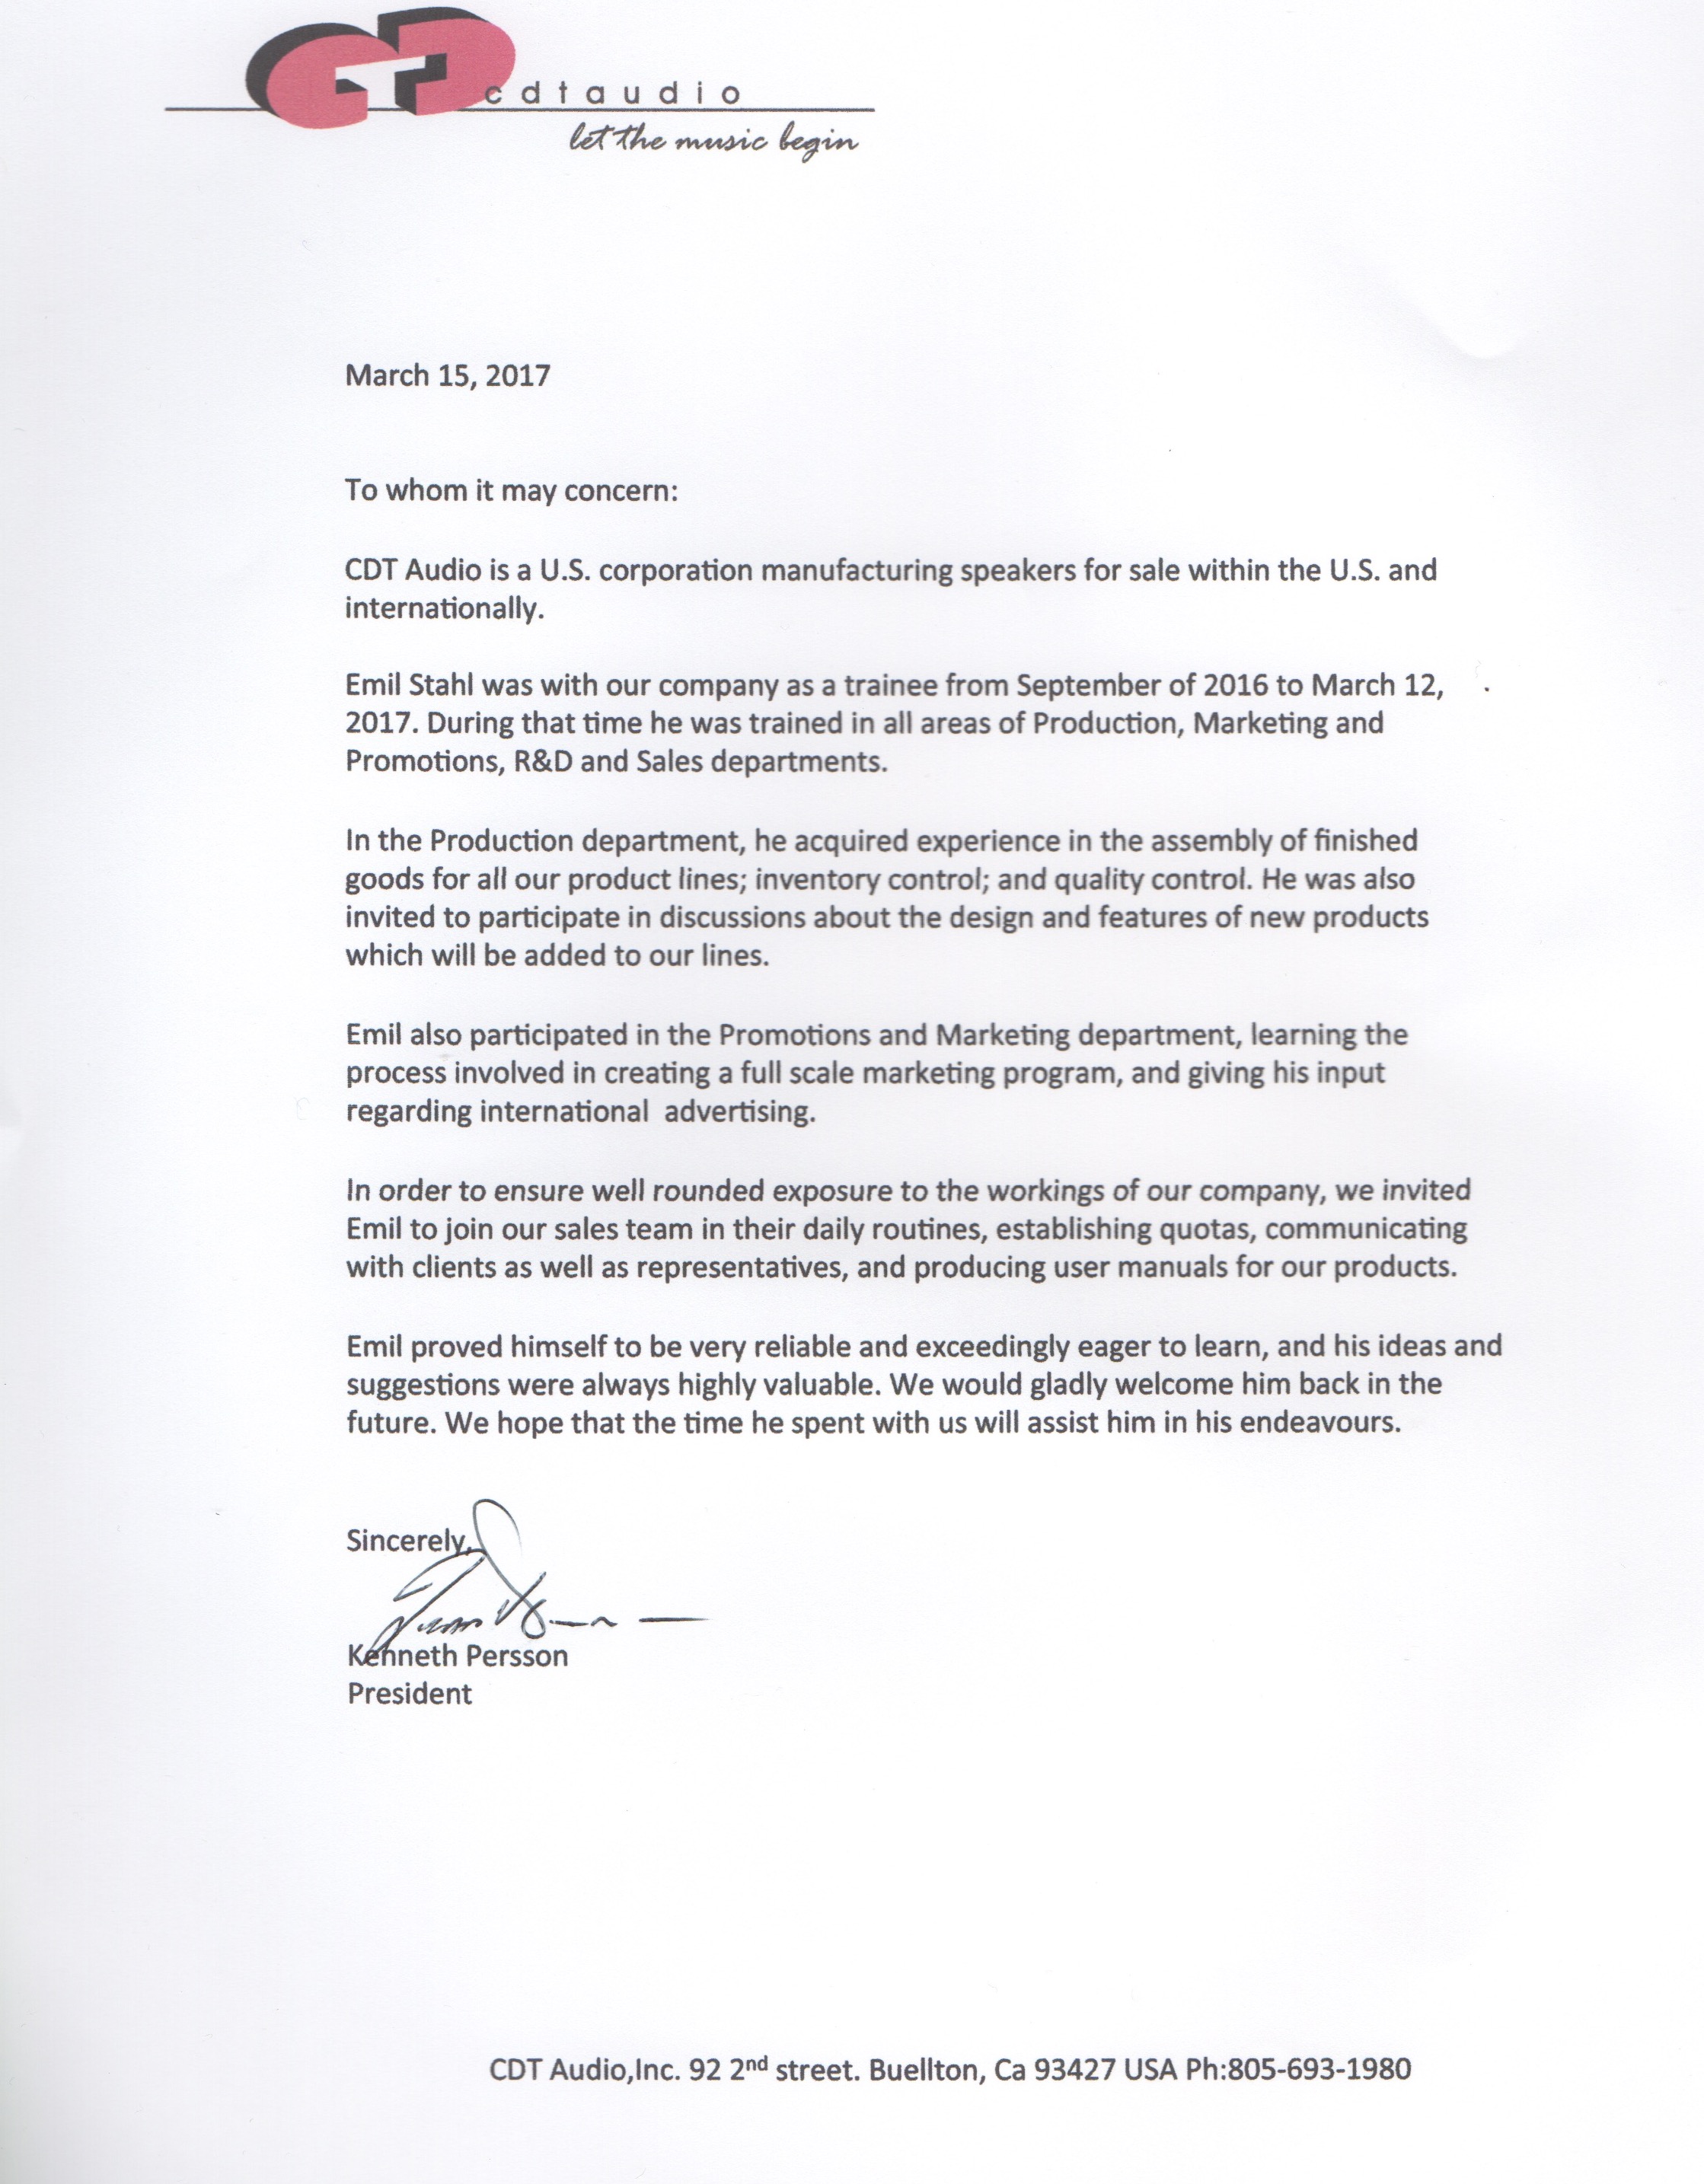 cdtaudio
let the music begin
March 15, 2017
To whom it may concern:
CDT Audio is a U.S. corporation manufacturing speakers for sale within the U.S. and
internationally.
Emil Stahl was with our company as a trainee from September of 2016 to March 12,
2017. During that time he was trained in all areas of Production, Marketing and
Promotions, R&D and Sales departments.
In the Production department, he acquired experience in the assembly of finished
goods for all our product lines; inventory control; and quality control. He was also
invited to participate in discussions about the design and features of new products
which will be added to our lines.
Emil also participated in the Promotions and Marketing department, learning the
process involved in creating a full scale marketing program, and giving his input
regarding international  advertising.
In order to ensure well rounded exposure to the workings of our company, we invited
Emil to join our sales team in their daily routines, establishing quotas, communicating
with clients as well as representatives, and producing user manuals for our products.
Emil proved himself to be very reliable and exceedingly eager to learn, and his ideas and
suggestions were always highly valuable. We would gladly welcome him back in the
future. We hope that the time he spent with us will assist him in his endeavours.
Sincerely,
Kenneth Persson
President
CDT Audio,Inc. 92 2nd street. Buellton, Ca 93427 USA Ph:805-693-1980